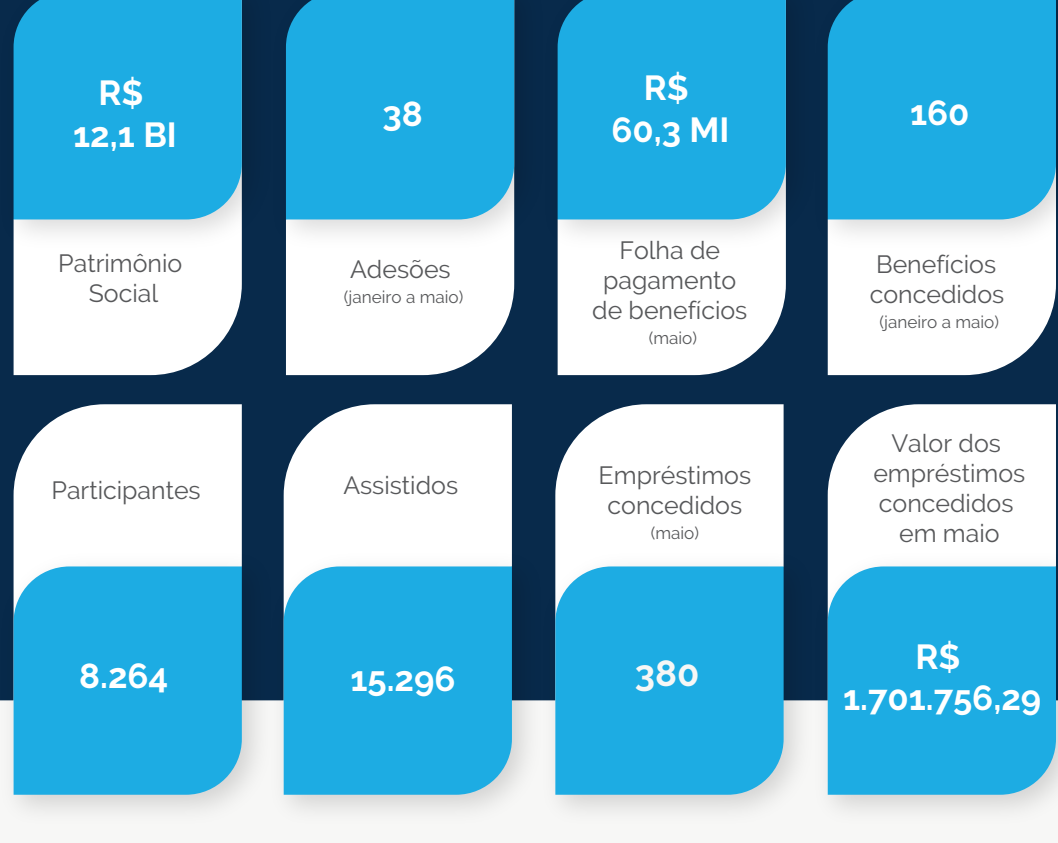 R$
12,1 BI
Patrimônio
Social
38
Adesões
(janeiro a maio)
R$
60,3 MI
Folha de
pagamento
de benefícios
(maio)
160
Benefícios
concedidos
(janeiro a maio)
Participantes
8.264
Assistidos
15.296
Empréstimos
concedidos
(maio)
380
Valor dos
empréstimos
concedidos
em maio
R$
1.701.756,29